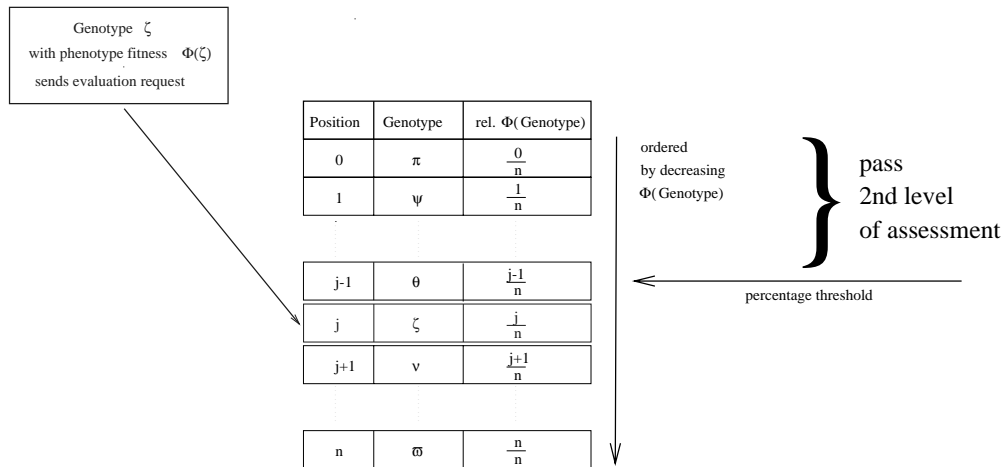 Genotype ζ
with phenotype fitness Φ(ζ)
sends evaluation request
Position Genotype rel. Φ(Genotype)
0 π 0/n
1 ψ 1/n
j-1 θ j-1/n
j ζ j/n
j+1 ν j+1/n
n ϖ n/n
ordered
by decreasing
Φ(Genotype)
pass
2nd level
of assessment
percentage threshold